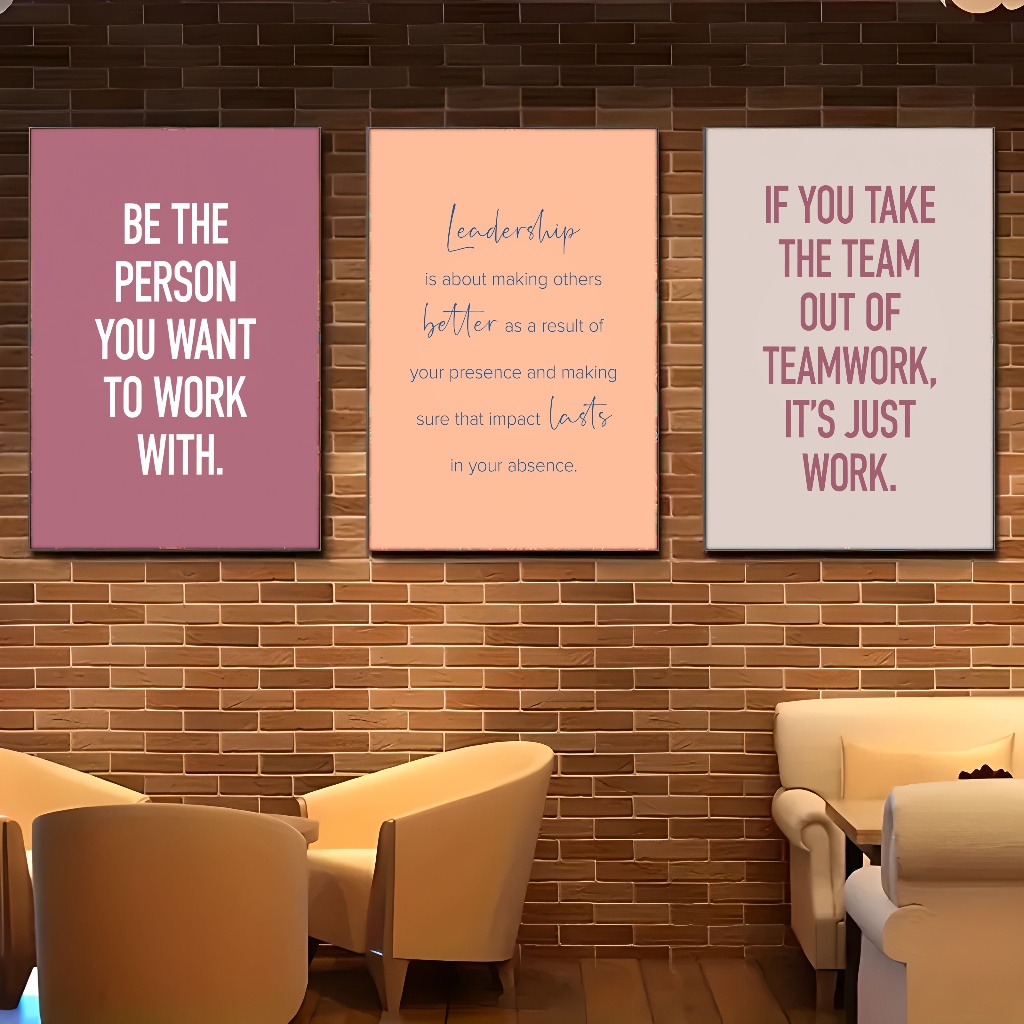 BE THE
PERSON
YOU WANT
TO WORK
WITH.
Leadership
is about making others
better as a result of
your presence and making
sure that impact lasts
in your absence.
IF YOU TAKE
THE TEAM
OUT OF
TEAMWORK,
IT'S JUST
WORK.